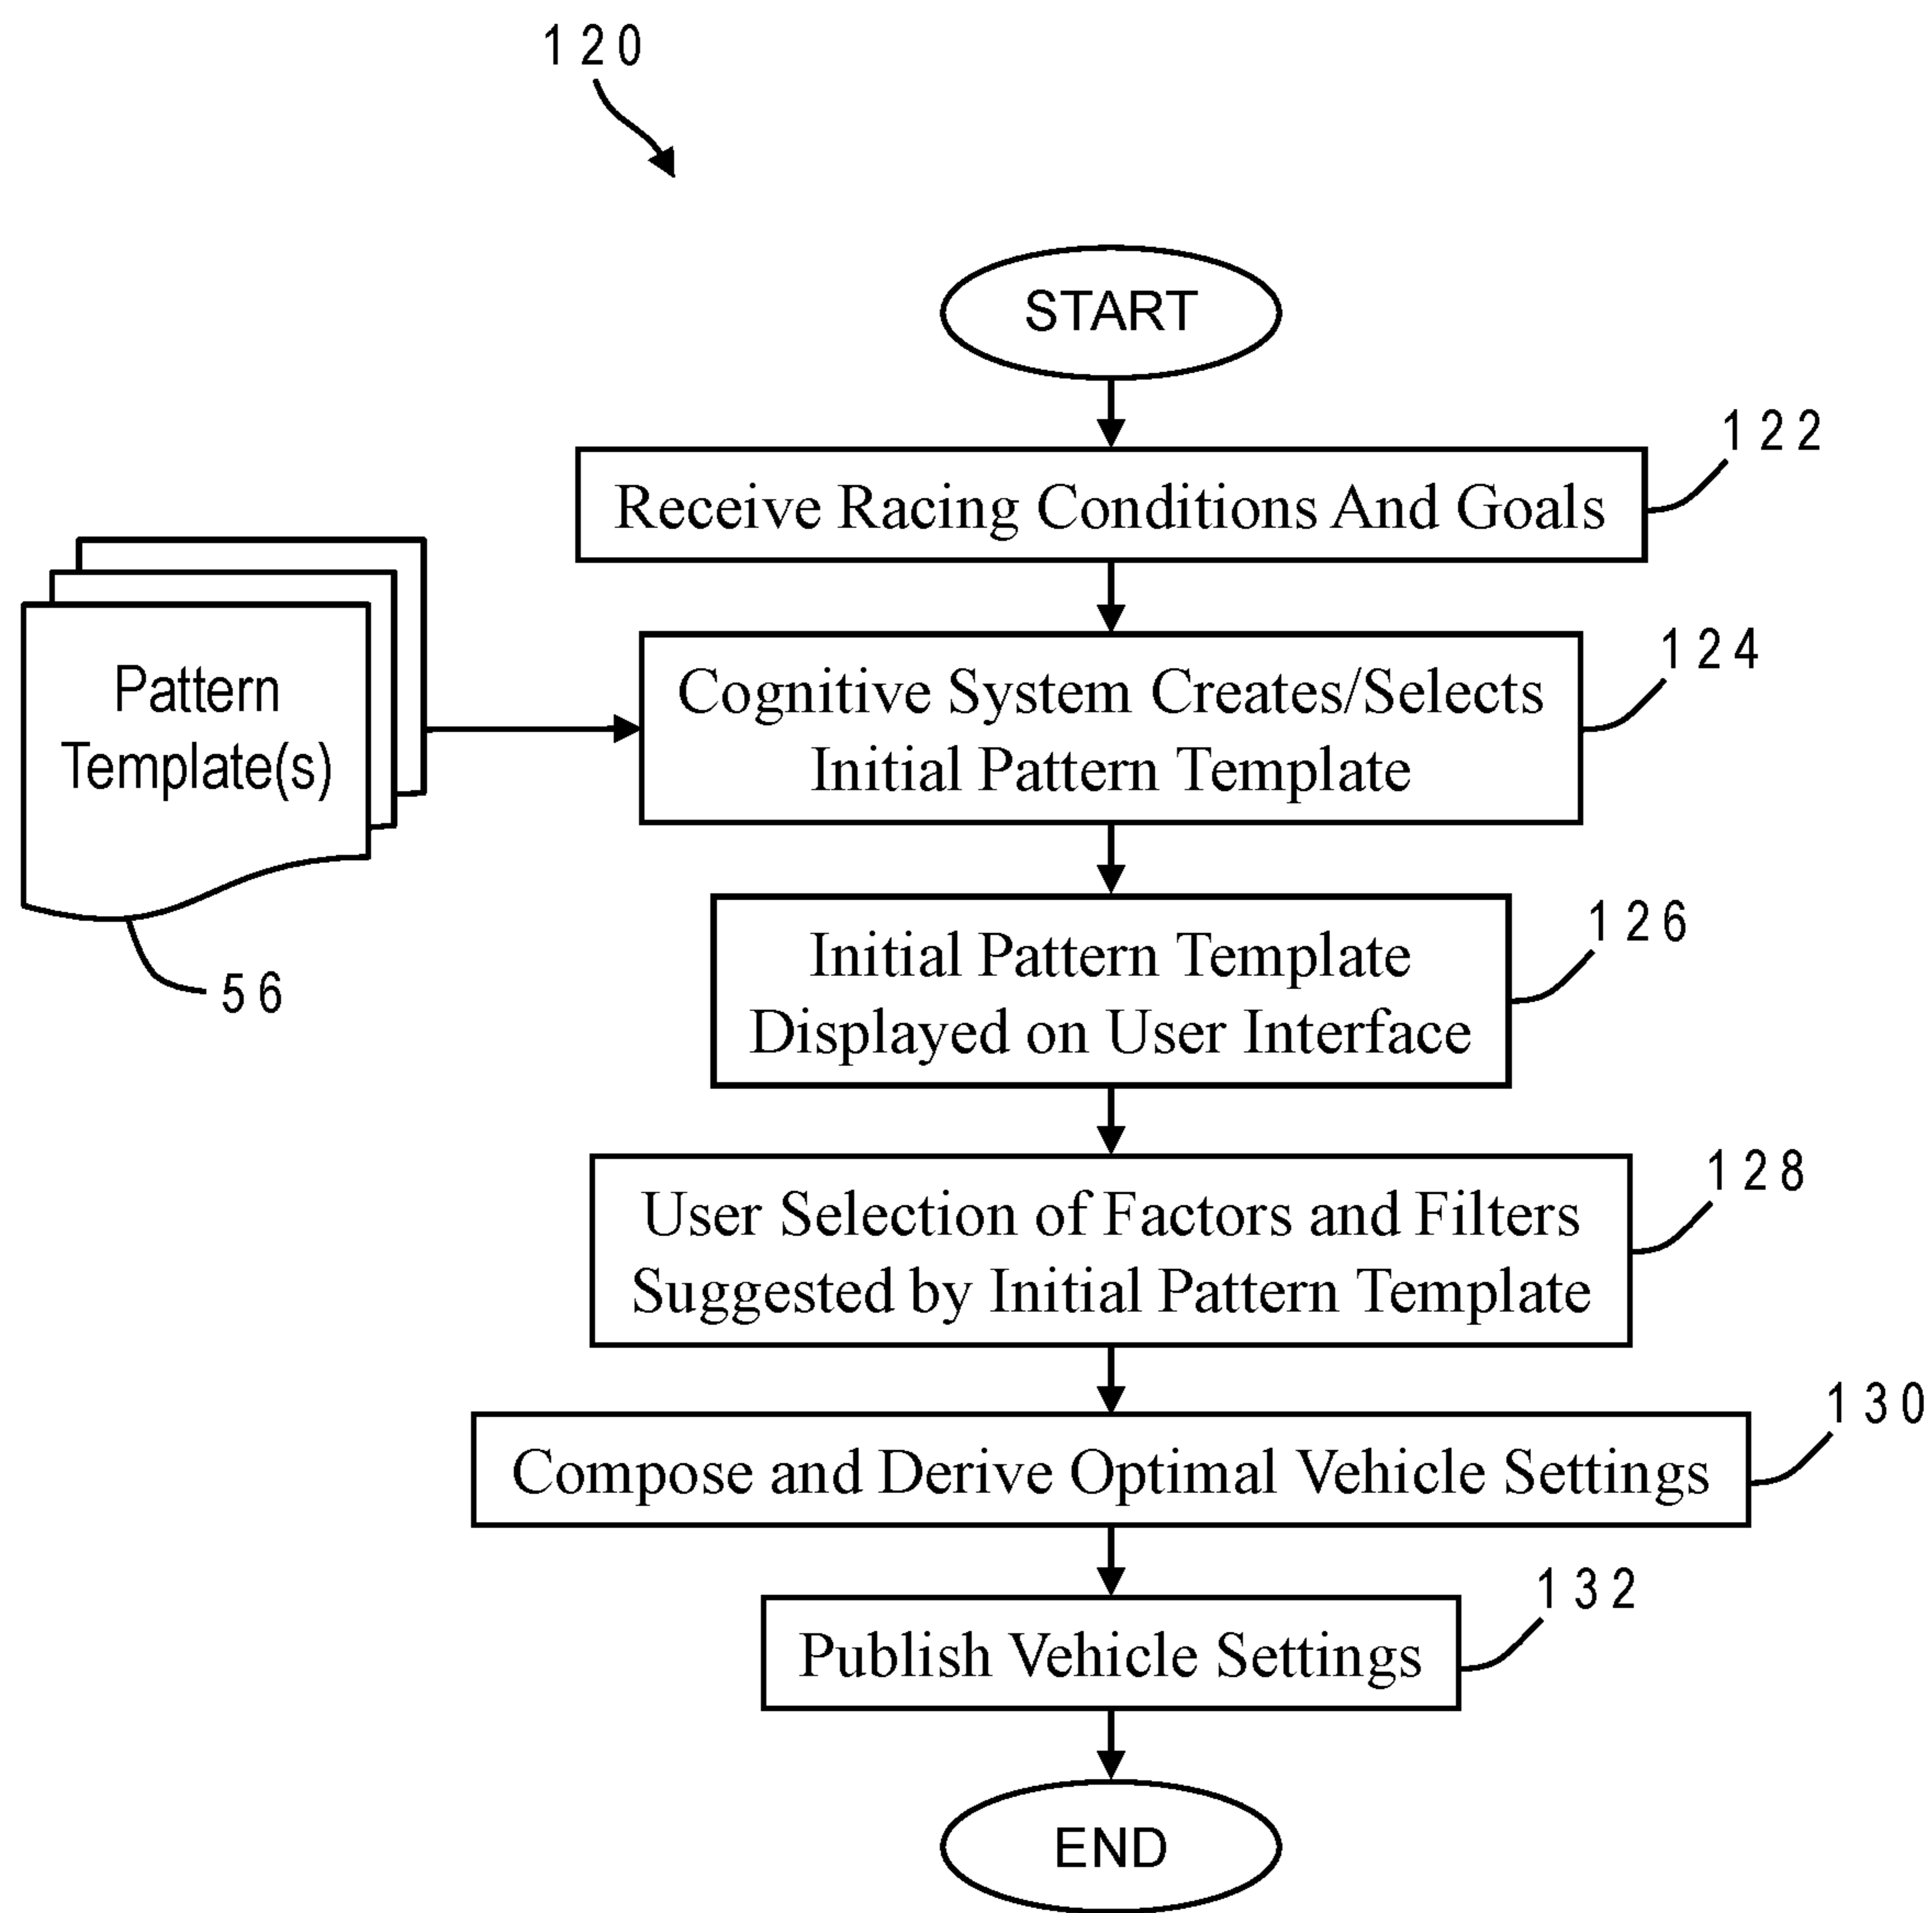 120
START
122
Receive Racing Conditions And Goals
Pattern
Template(s)
56
124
Cognitive System Creates/Selects
Initial Pattern Template
126
Initial Pattern Template
Displayed on User Interface
128
User Selection of Factors and Filters
Suggested by Initial Pattern Template
130
Compose and Derive Optimal Vehicle Settings
132
Publish Vehicle Settings
END